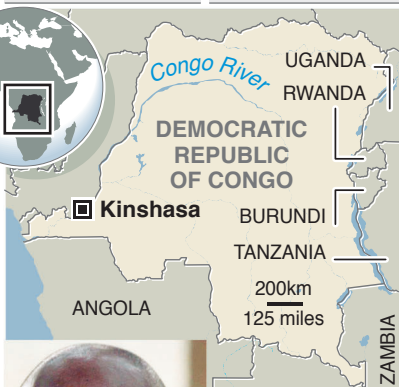 Congo River
UGANDA
RWANDA
DEMOCRATIC
REPUBLIC
OF CONGO
Kinshasa
BURUNDI
TANZANIA
200km
125 miles
ANGOLA
ZAMBIA